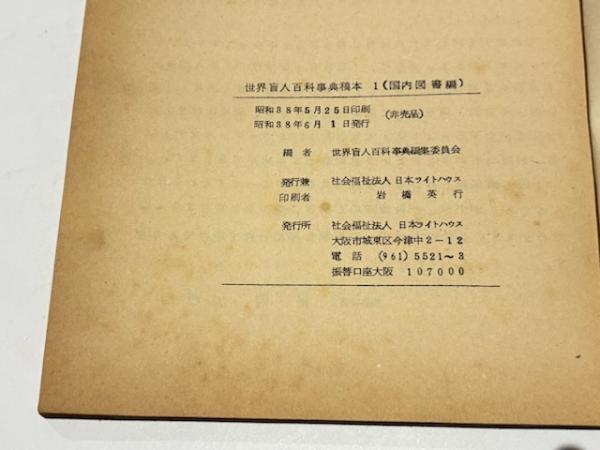 世界盲人百科事典稿本 1(国内図書編)
昭和38年5月25日印刷
昭和38年6月1日発行
(非売品)
編者 世界盲人百科事典編集委員会
発行兼 社会福祉法人 日本ライトハウス
印刷者 岩橋英行
発行所 社会福祉法人 日本ライトハウス
大阪市城東区今津中2-12
電話 (961)5521~3
振替口座大阪 107000